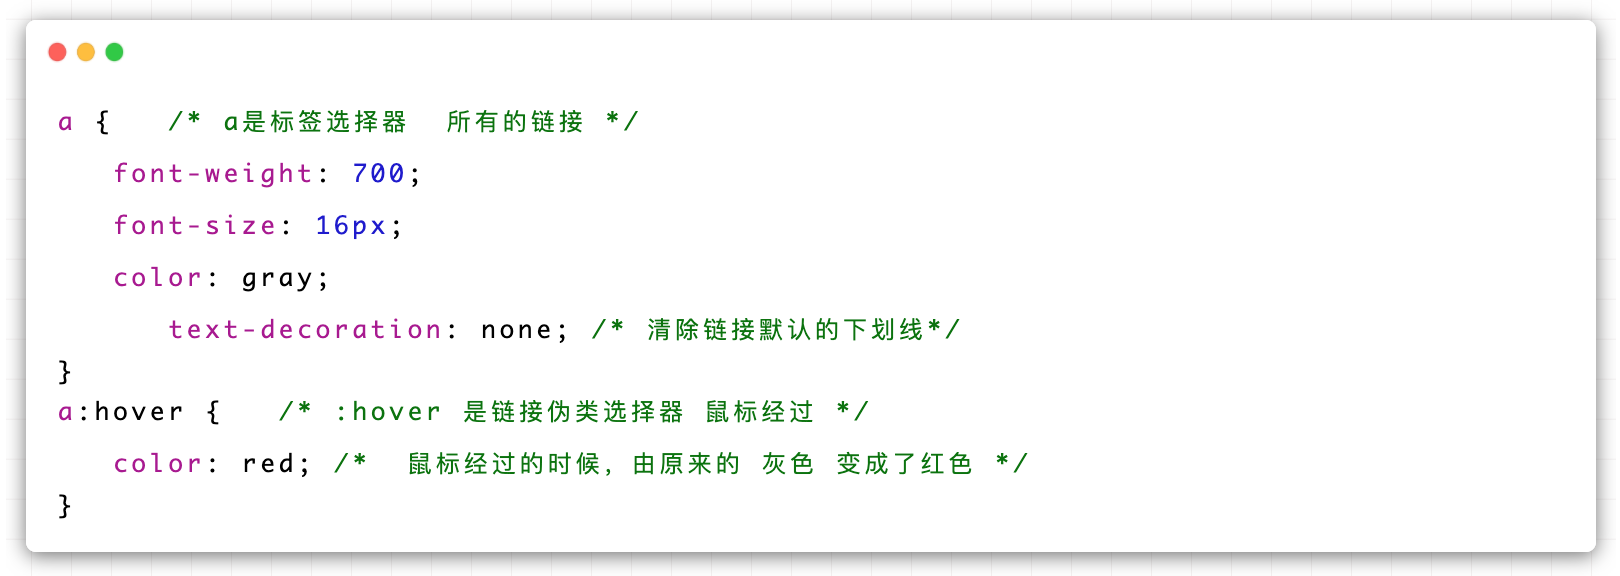 a {   /* a是标签选择器  所有的链接 */
   font-weight: 700;
   font-size: 16px;
   color: gray;
      text-decoration: none; /* 清除链接默认的下划线*/
}
a:hover {   /* :hover 是链接伪类选择器 鼠标经过 */
   color: red; /*  鼠标经过的时候，由原来的 灰色 变成了红色 */
}